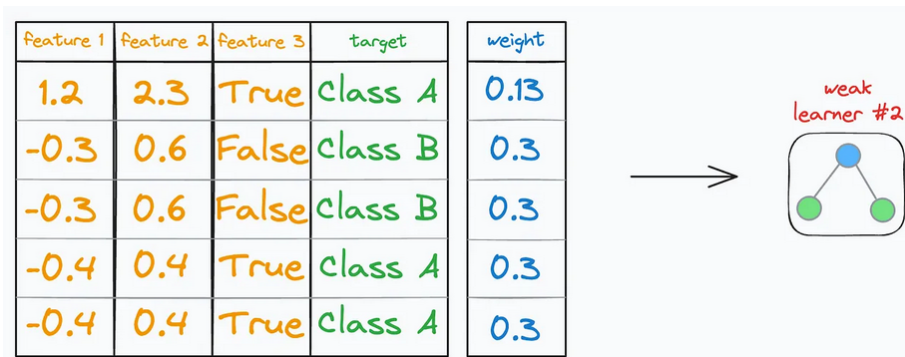 feature 1 feature 2 feature 3 target weight
1.2 2.3 True Class A 0.13
-0.3 0.6 False Class B 0.3
-0.3 0.6 False Class B 0.3
-0.4 0.4 True Class A 0.3
-0.4 0.4 True Class A 0.3
weak
learner #2